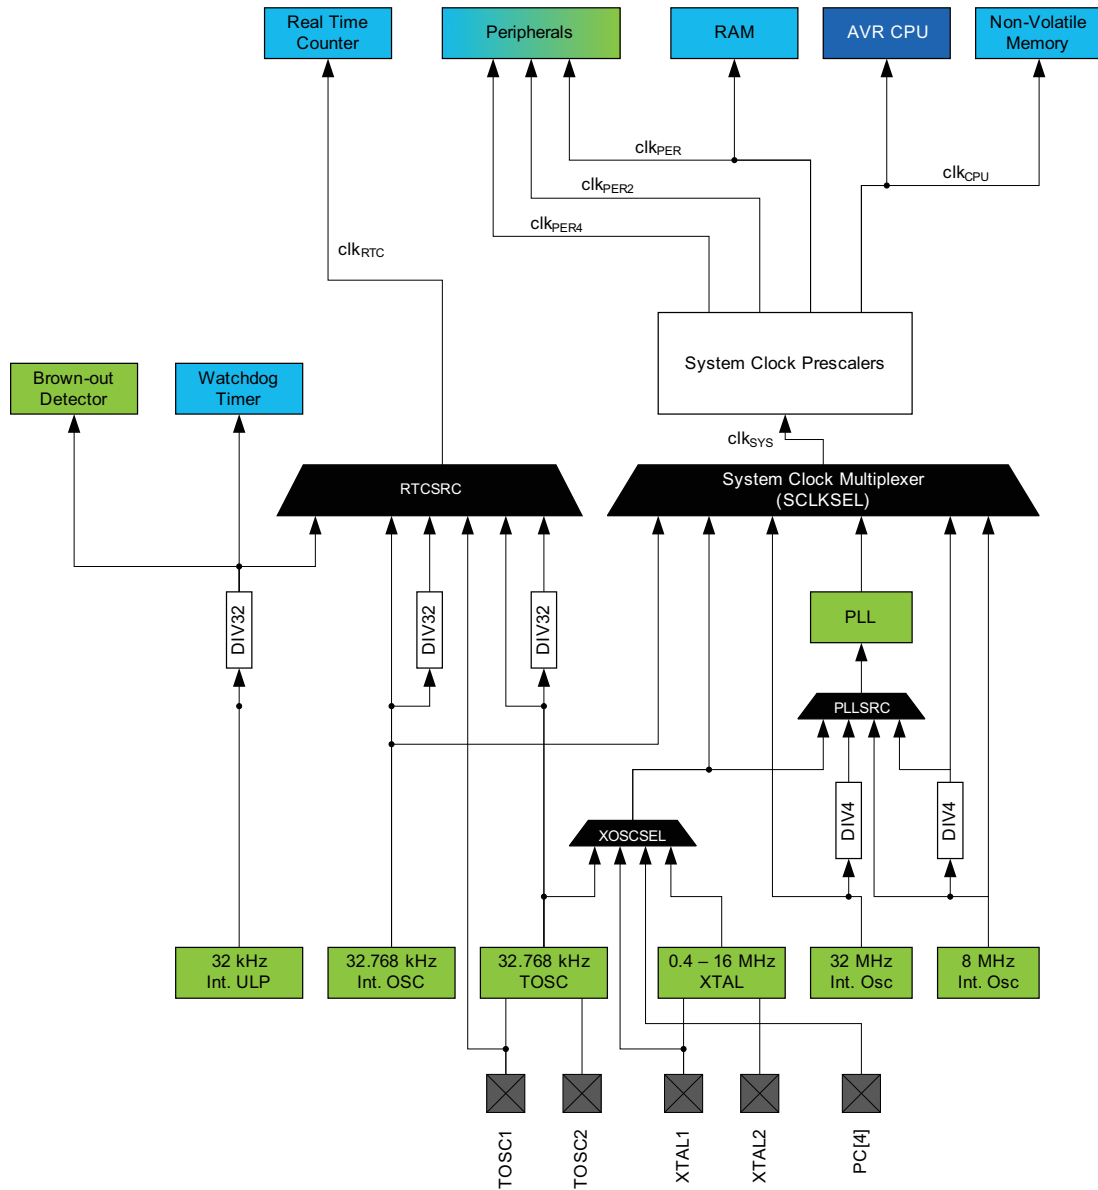 Real Time
Counter
Peripherals
RAM
AVR CPU
Non-Volatile
Memory
clkPER
clkPER2
clkCPU
clkPER4
clkRTC
System Clock Prescalers
Brown-out
Detector
Watchdog
Timer
clkSYS
RTCSRC
System Clock Multiplexer
(SCLKSEL)
DIV32
DIV32
DIV32
PLL
PLLSRC
XOSCSEL
DIV4
DIV4
32 kHz
Int. ULP
32.768 kHz
Int. OSC
32.768 kHz
TOSC
0.4 – 16 MHz
XTAL
32 MHz
Int. Osc
8 MHz
Int. Osc
TOSC1
TOSC2
XTAL1
XTAL2
PC[4]